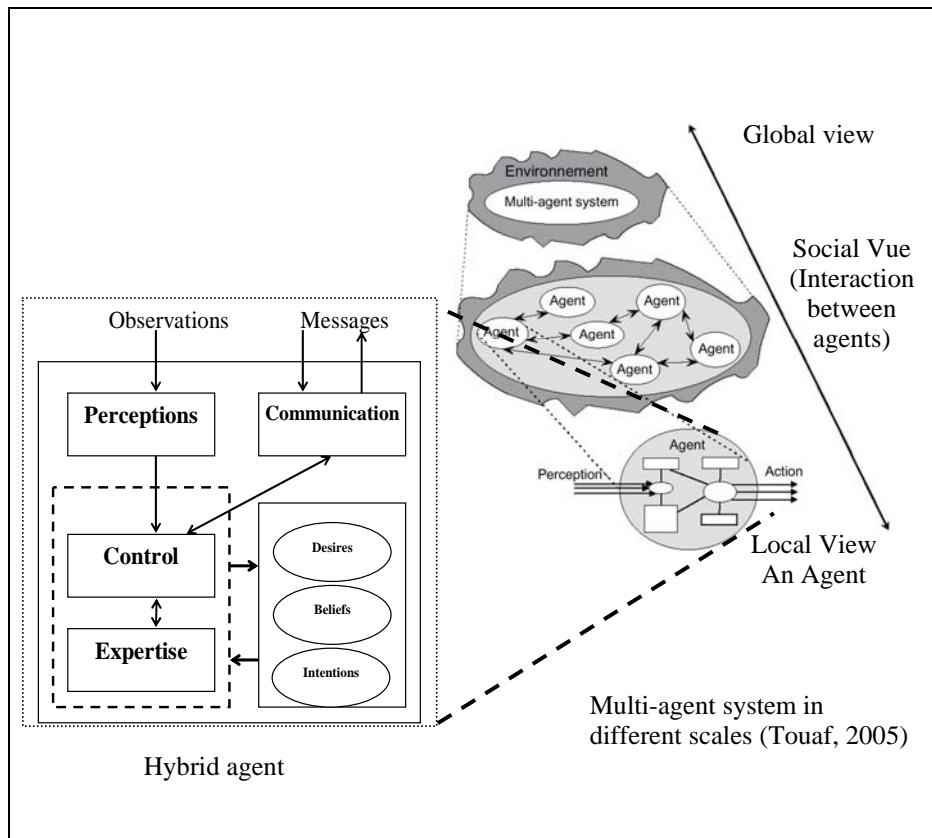 Global view
Environnement
Multi-agent system
Social Vue
(Interaction
between
agents)
Agent
Agent
Agent
Agent
Agent
Agent
Observations
Messages
Perceptions
Communication
Control
Expertise
Desires
Beliefs
Intentions
Agent
Perception
Action
Local View
An Agent
Multi-agent system in
different scales (Touaf, 2005)
Hybrid agent